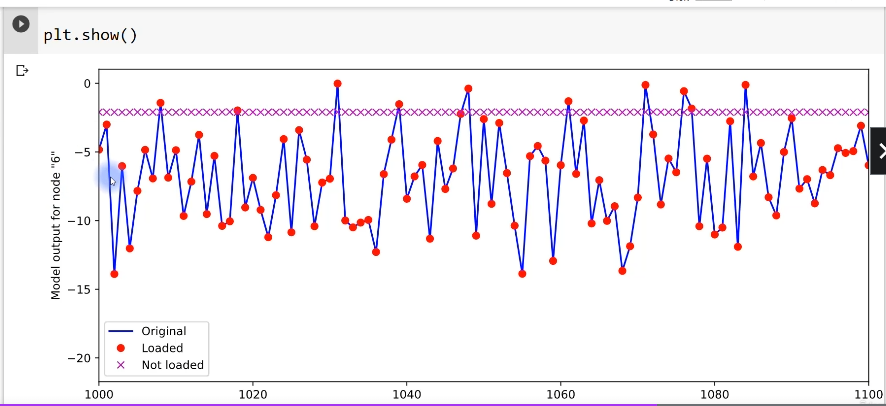 plt.show()
0
−5
−10
−15
−20
Model output for node "6"
Original
Loaded
Not loaded
1000 1020 1040 1060 1080 1100